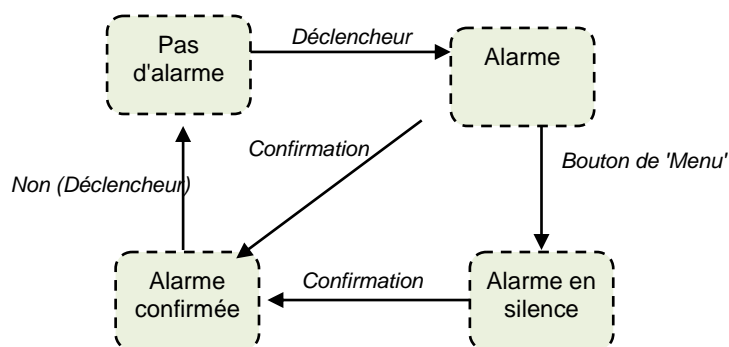 Pas
d'alarme
Déclencheur
Alarme
Confirmation
Bouton de 'Menu'
Non (Déclencheur)
Alarme
confirmée
Confirmation
Alarme en
silence